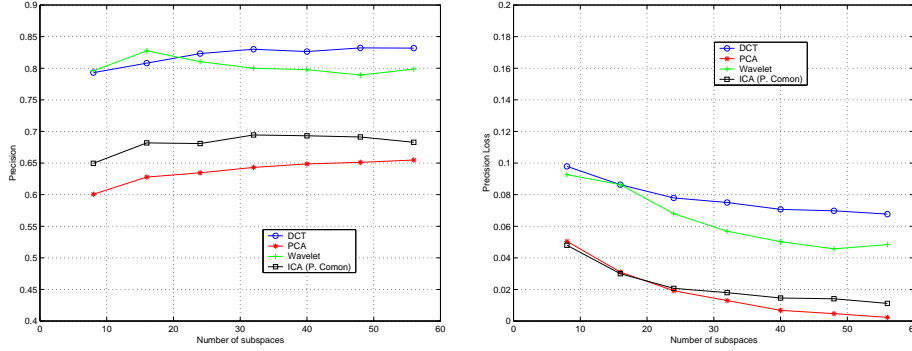 0.9
0.85
0.8
0.75
0.7
0.65
0.6
0.55
0.5
0.45
0.4
Precision
DCT
PCA
Wavelet
ICA (P. Comon)
0 10 20 30 40 50 60
Number of subspaces
0.2
0.18
0.16
0.14
0.12
0.1
0.08
0.06
0.04
0.02
0
Precision Loss
DCT
PCA
Wavelet
ICA (P. Comon)
0 10 20 30 40 50 60
Number of subspaces